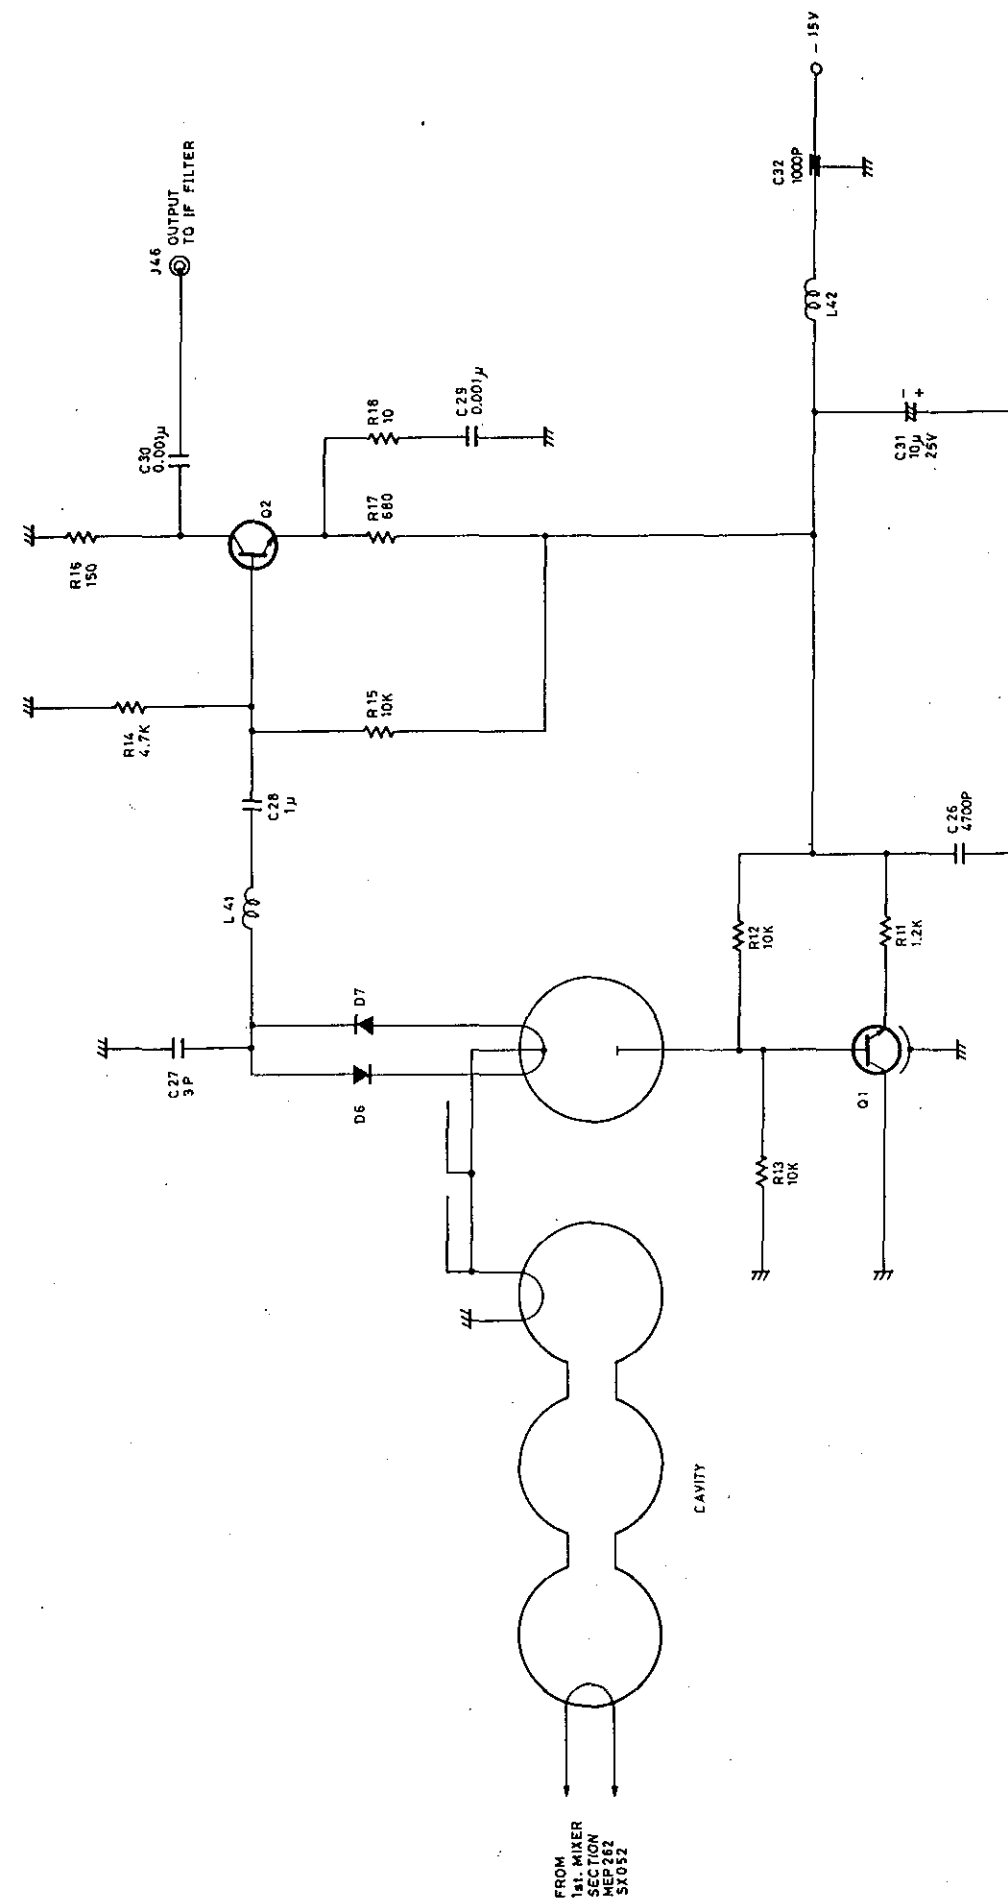 FROM
1st. MIXER
SECTION
MEP262
SX052
CAVITY
C27
3P
D6
D7
L41
C28
1μ
R14
4.7K
R15
10K
R16
150
Q2
C30
0.001μ
J46
OUTPUT
TO IF FILTER
R17
680
R18
10
C29
0.001μ
R13
10K
Q1
R12
10K
R11
1.2K
C26
4700P
C31
10μ
25V
-
+
L42
C32
1000P
- 15V